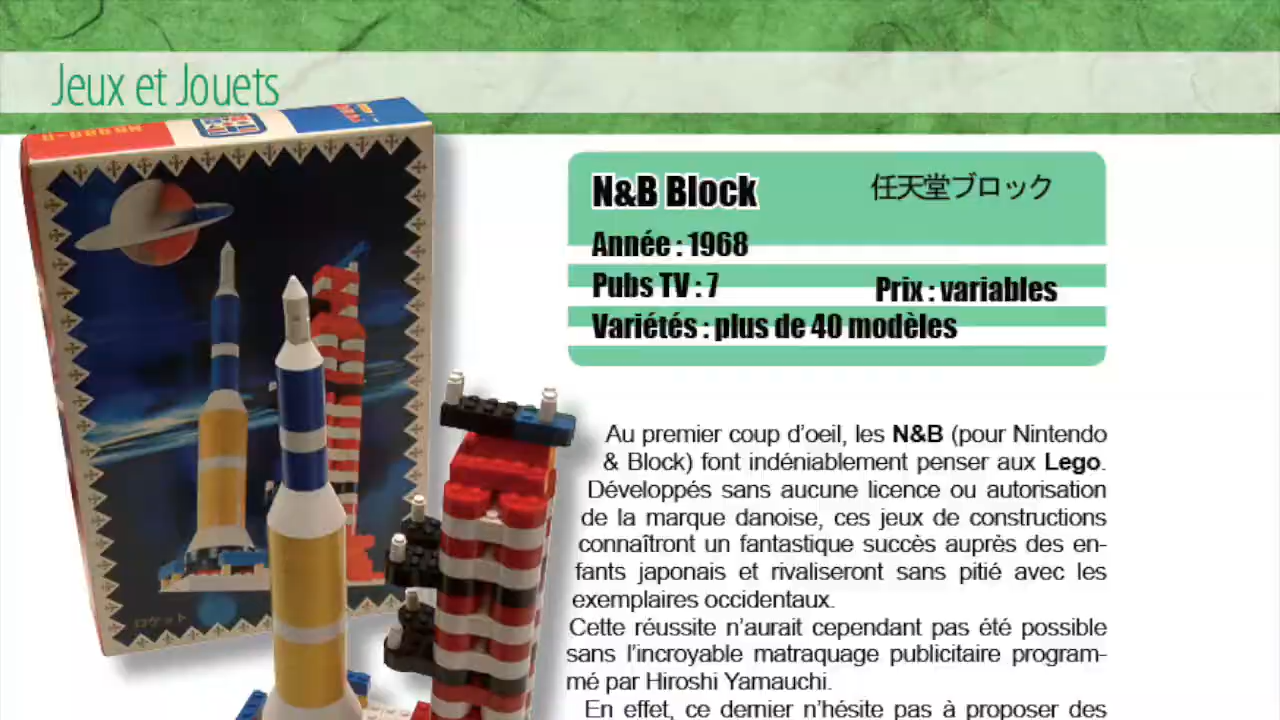 Jeux et Jouets
N&B Block
任天堂ブロック
Année : 1968
Pubs TV : 7
Prix : variables
Variétés : plus de 40 modèles
Au premier coup d’oeil, les N&B (pour Nintendo
& Block) font indéniablement penser aux Lego.
Développés sans aucune licence ou autorisation
de la marque danoise, ces jeux de constructions
connaîtront un fantastique succès auprès des en-
fants japonais et rivaliseront sans pitié avec les
exemplaires occidentaux.
Cette réussite n’aurait cependant pas été possible
sans l’incroyable matraquage publicitaire program-
mé par Hiroshi Yamauchi.
En effet, ce dernier n’hésite pas à proposer des
ロケット